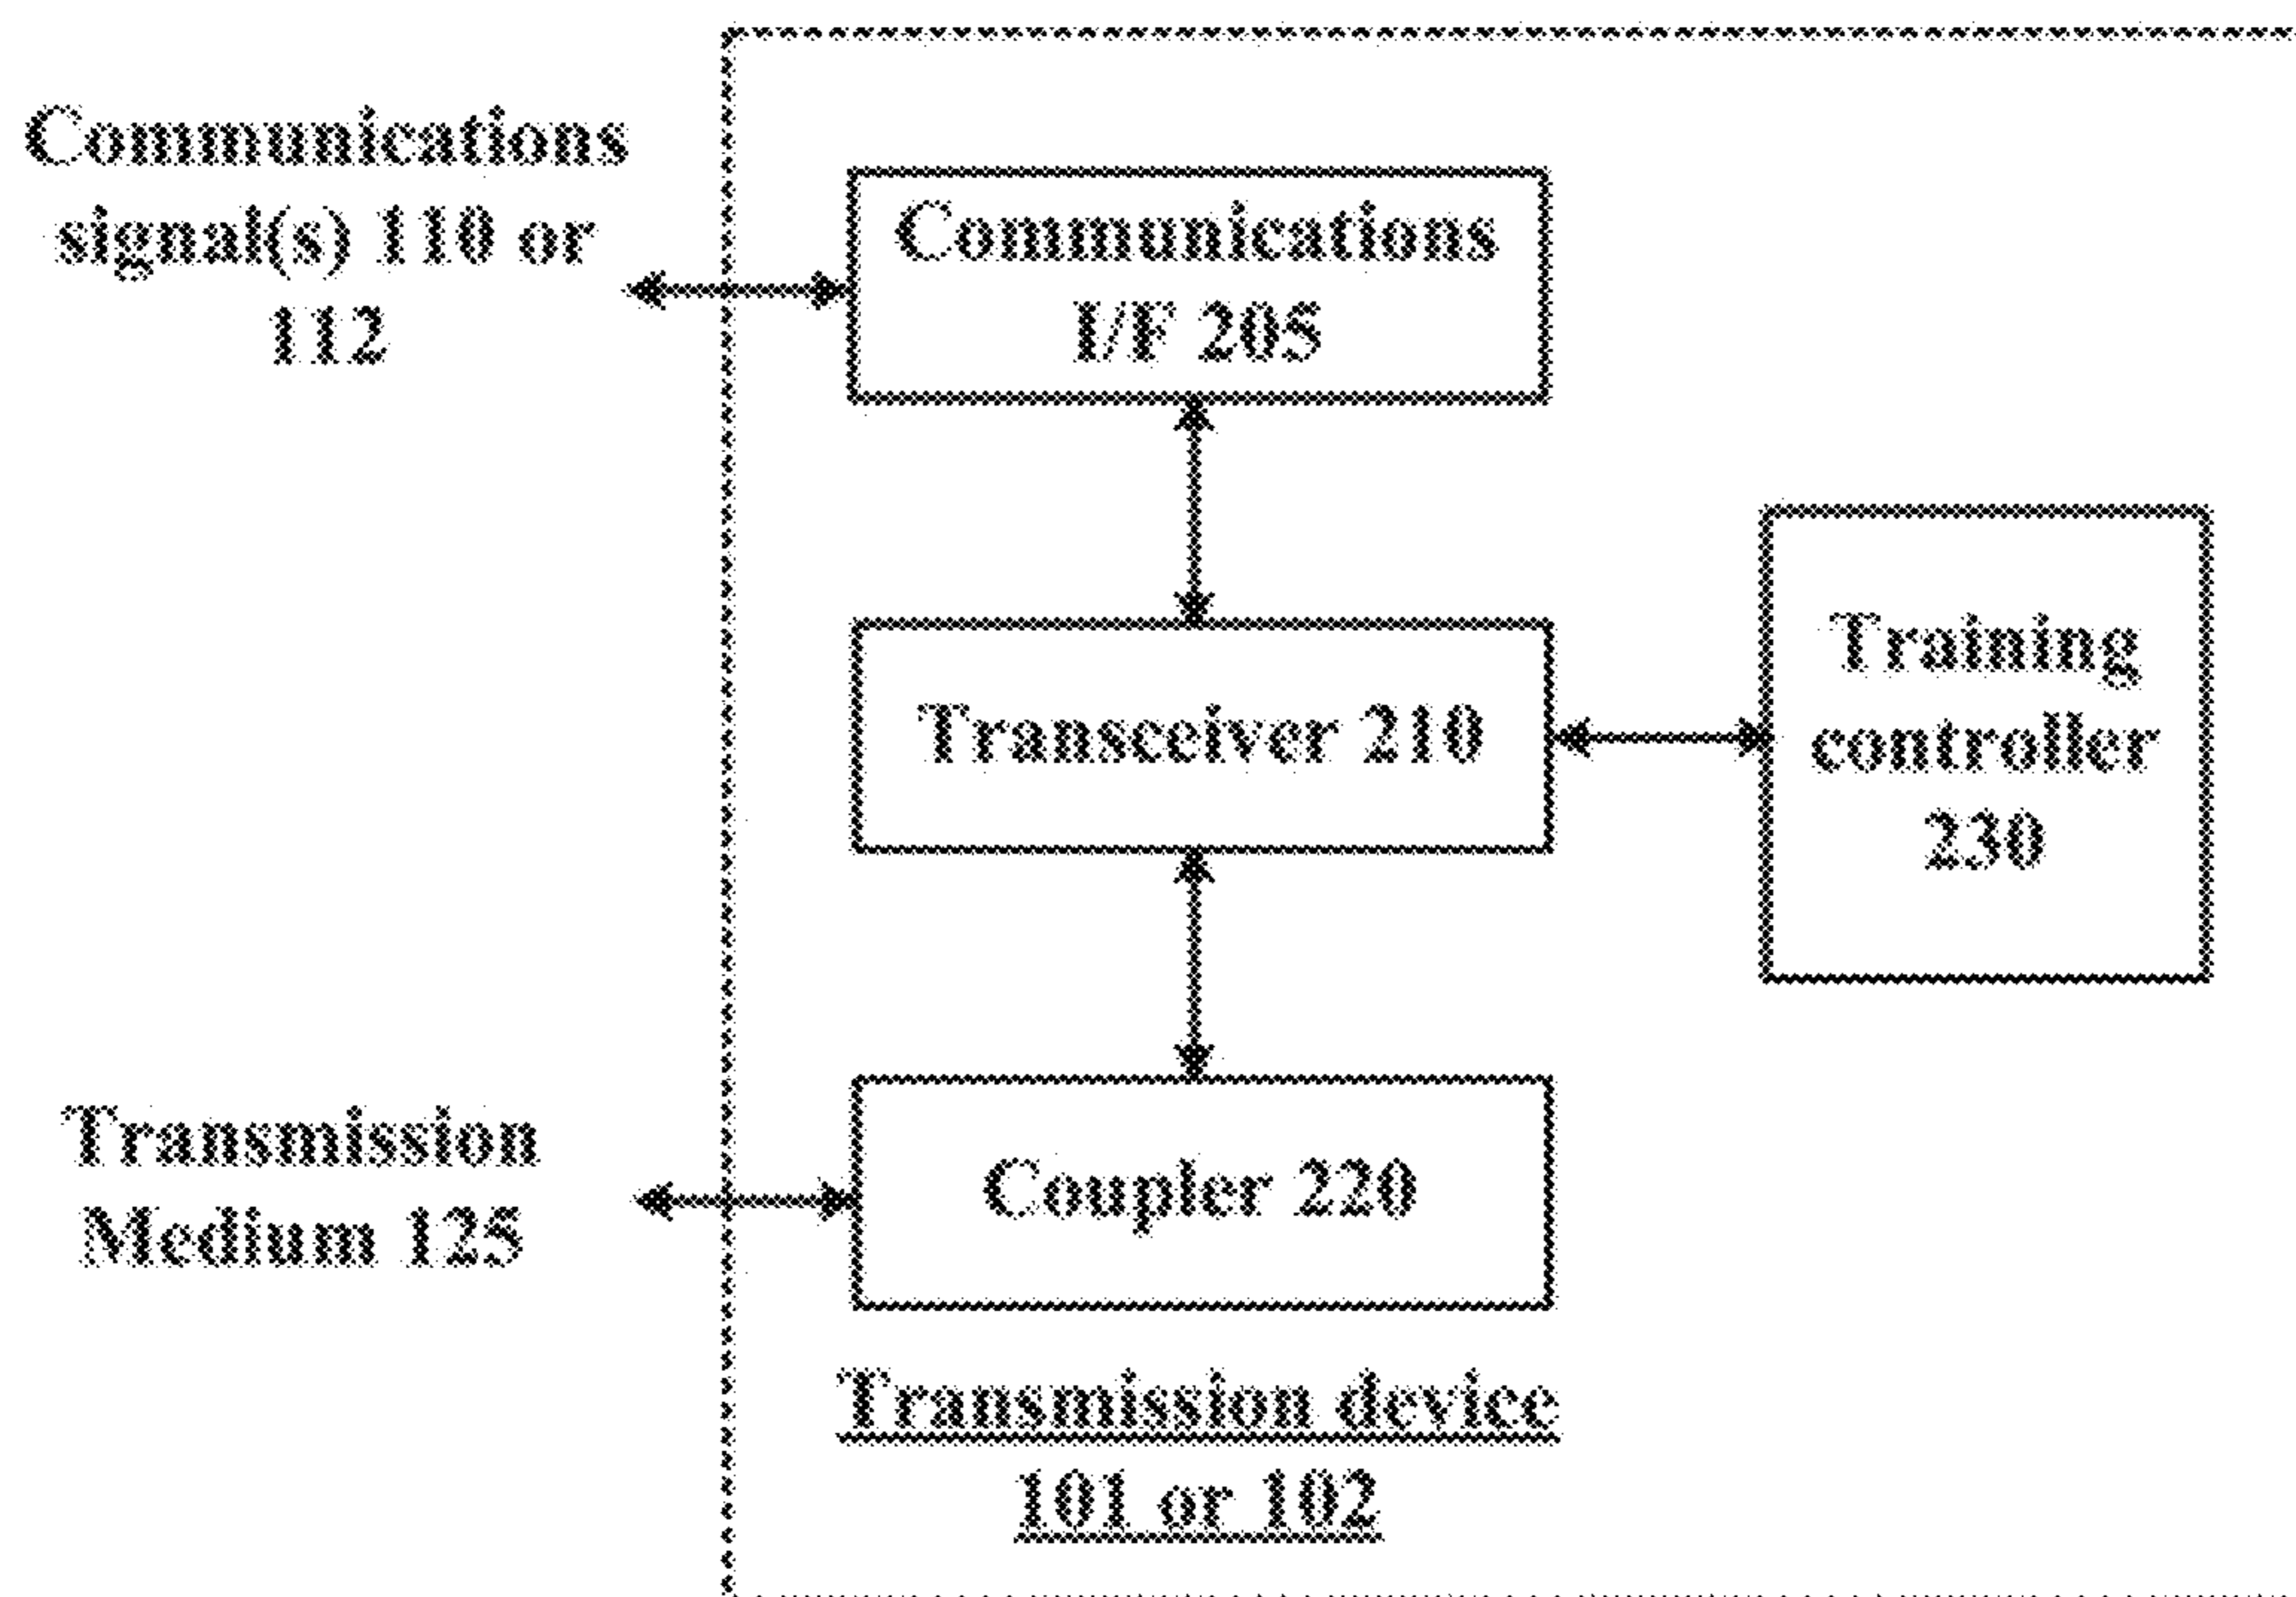 Communications
signal(s) 110 or
112
Communications
I/F 205
Transceiver 210
Training
controller
230
Transmission
Medium 125
Coupler 220
Transmission device
101 or 102